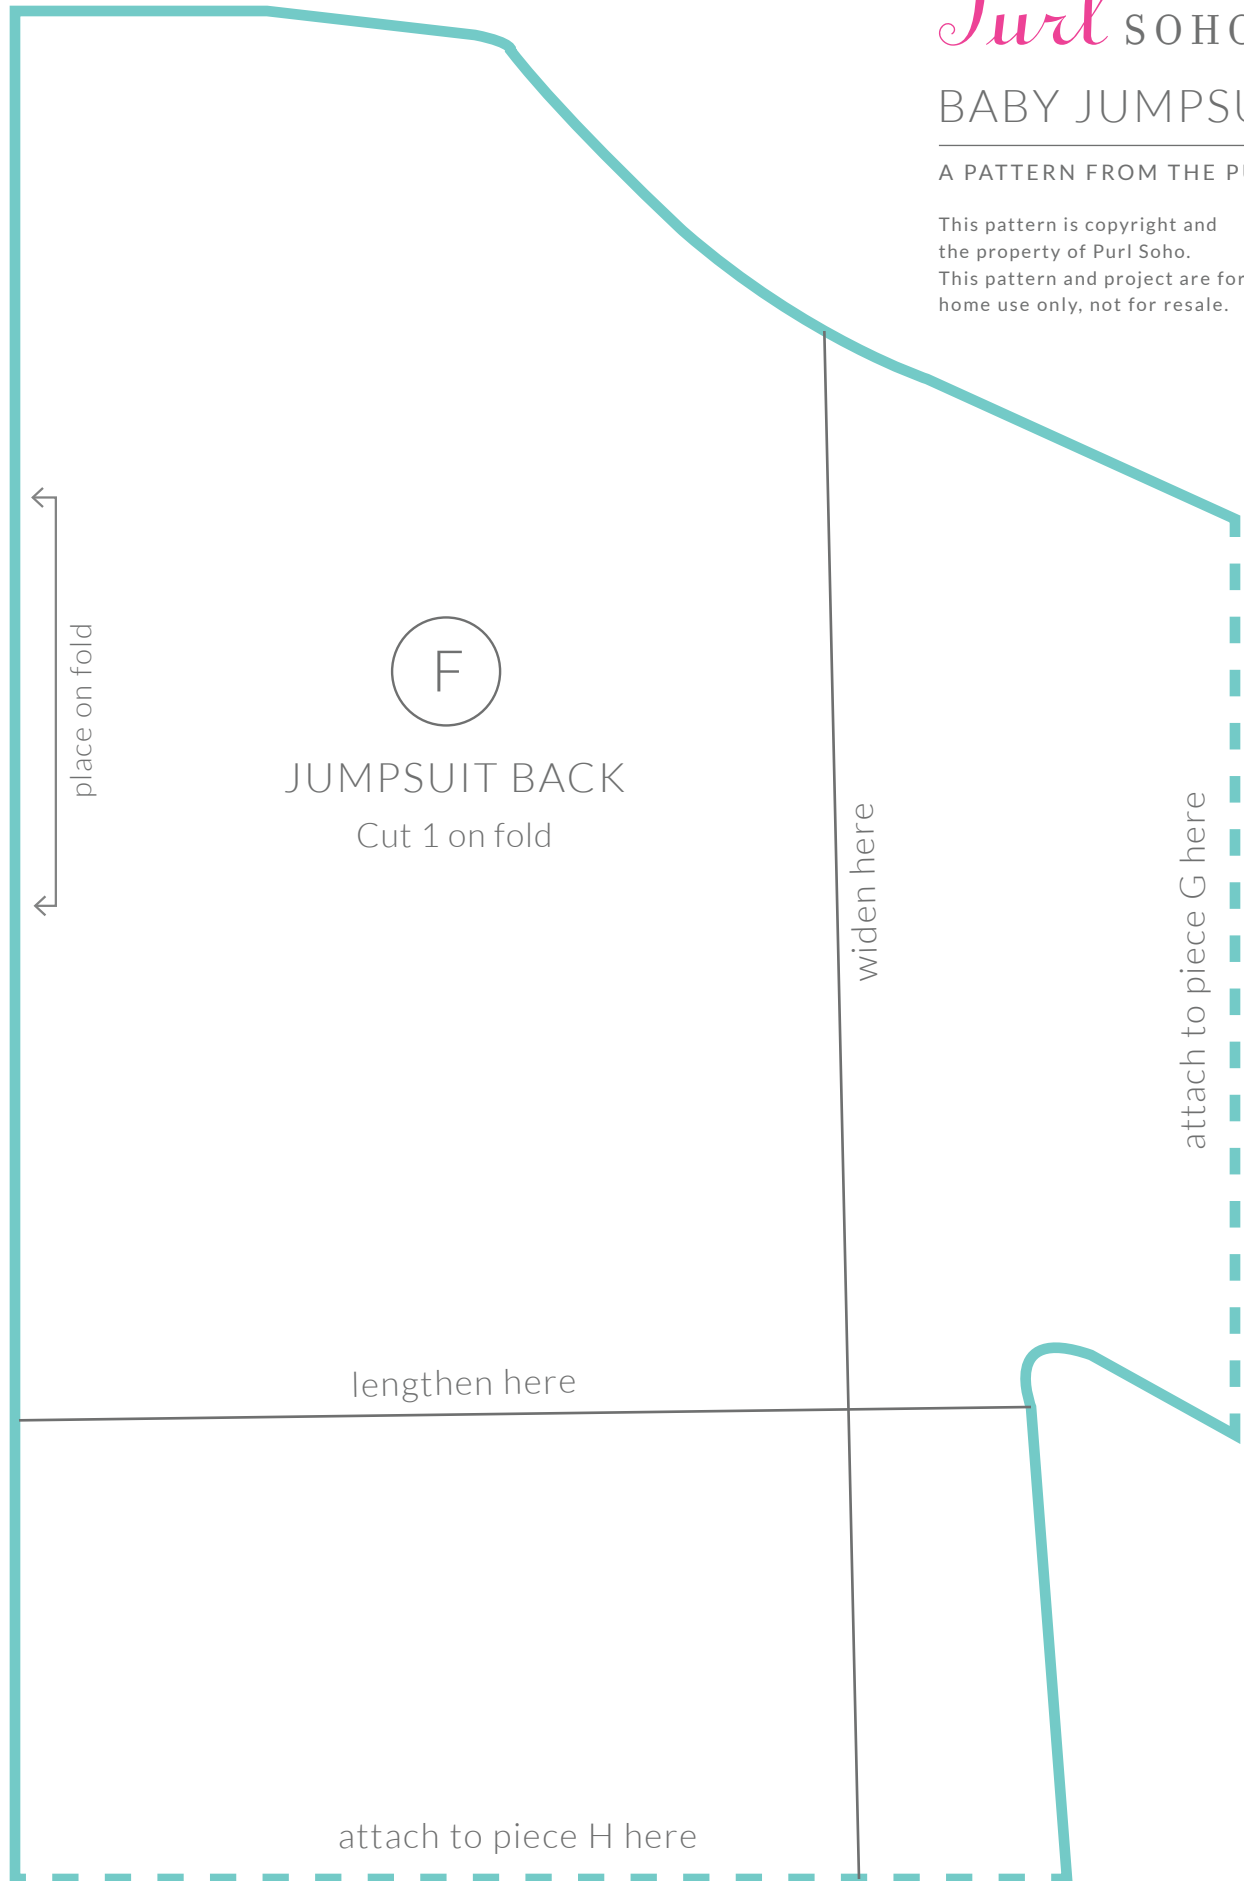 Purl SOHO
BABY JUMPSU
A PATTERN FROM THE PU
This pattern is copyright and
the property of Purl Soho.
This pattern and project are for
home use only, not for resale.
place on fold
F
JUMPSUIT BACK
Cut 1 on fold
widen here
attach to piece G here
lengthen here
attach to piece H here